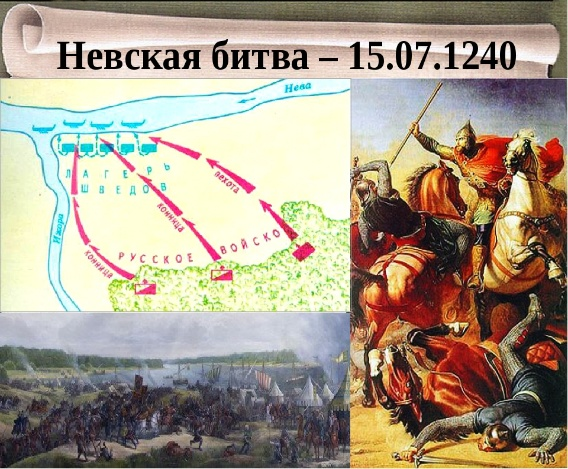 Невская битва – 15.07.1240
Нева
ЛАГЕРЬ
ШВЕДОВ
пехота
конница
Ижора
РУССКОЕ ВОЙСКО
конница